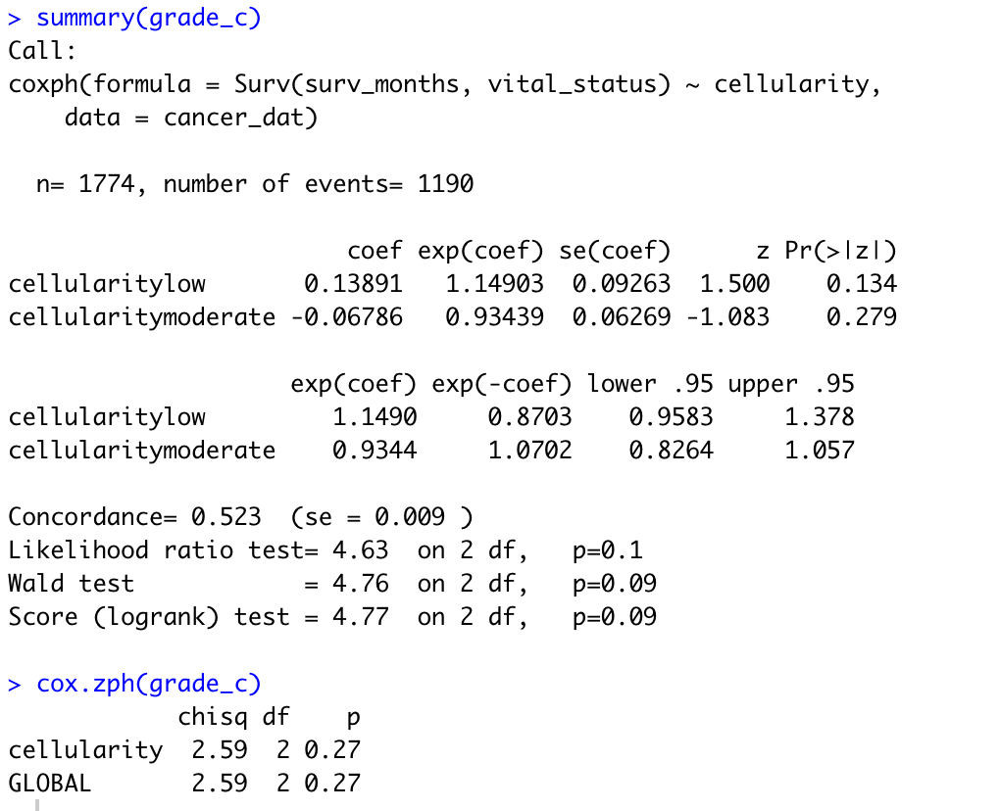 > summary(grade_c)
Call:
coxph(formula = Surv(surv_months, vital_status) ~ cellularity,
    data = cancer_dat)

  n= 1774, number of events= 1190

                        coef exp(coef) se(coef)      z Pr(>|z|)
cellularitylow       0.13891   1.14903  0.09263  1.500    0.134
cellularitymoderate -0.06786   0.93439  0.06269 -1.083    0.279

                    exp(coef) exp(-coef) lower .95 upper .95
cellularitylow         1.1490     0.8703    0.9583     1.378
cellularitymoderate    0.9344     1.0702    0.8264     1.057

Concordance= 0.523  (se = 0.009 )
Likelihood ratio test= 4.63  on 2 df,   p=0.1
Wald test            = 4.76  on 2 df,   p=0.09
Score (logrank) test = 4.77  on 2 df,   p=0.09

> cox.zph(grade_c)
            chisq df    p
cellularity  2.59  2 0.27
GLOBAL       2.59  2 0.27